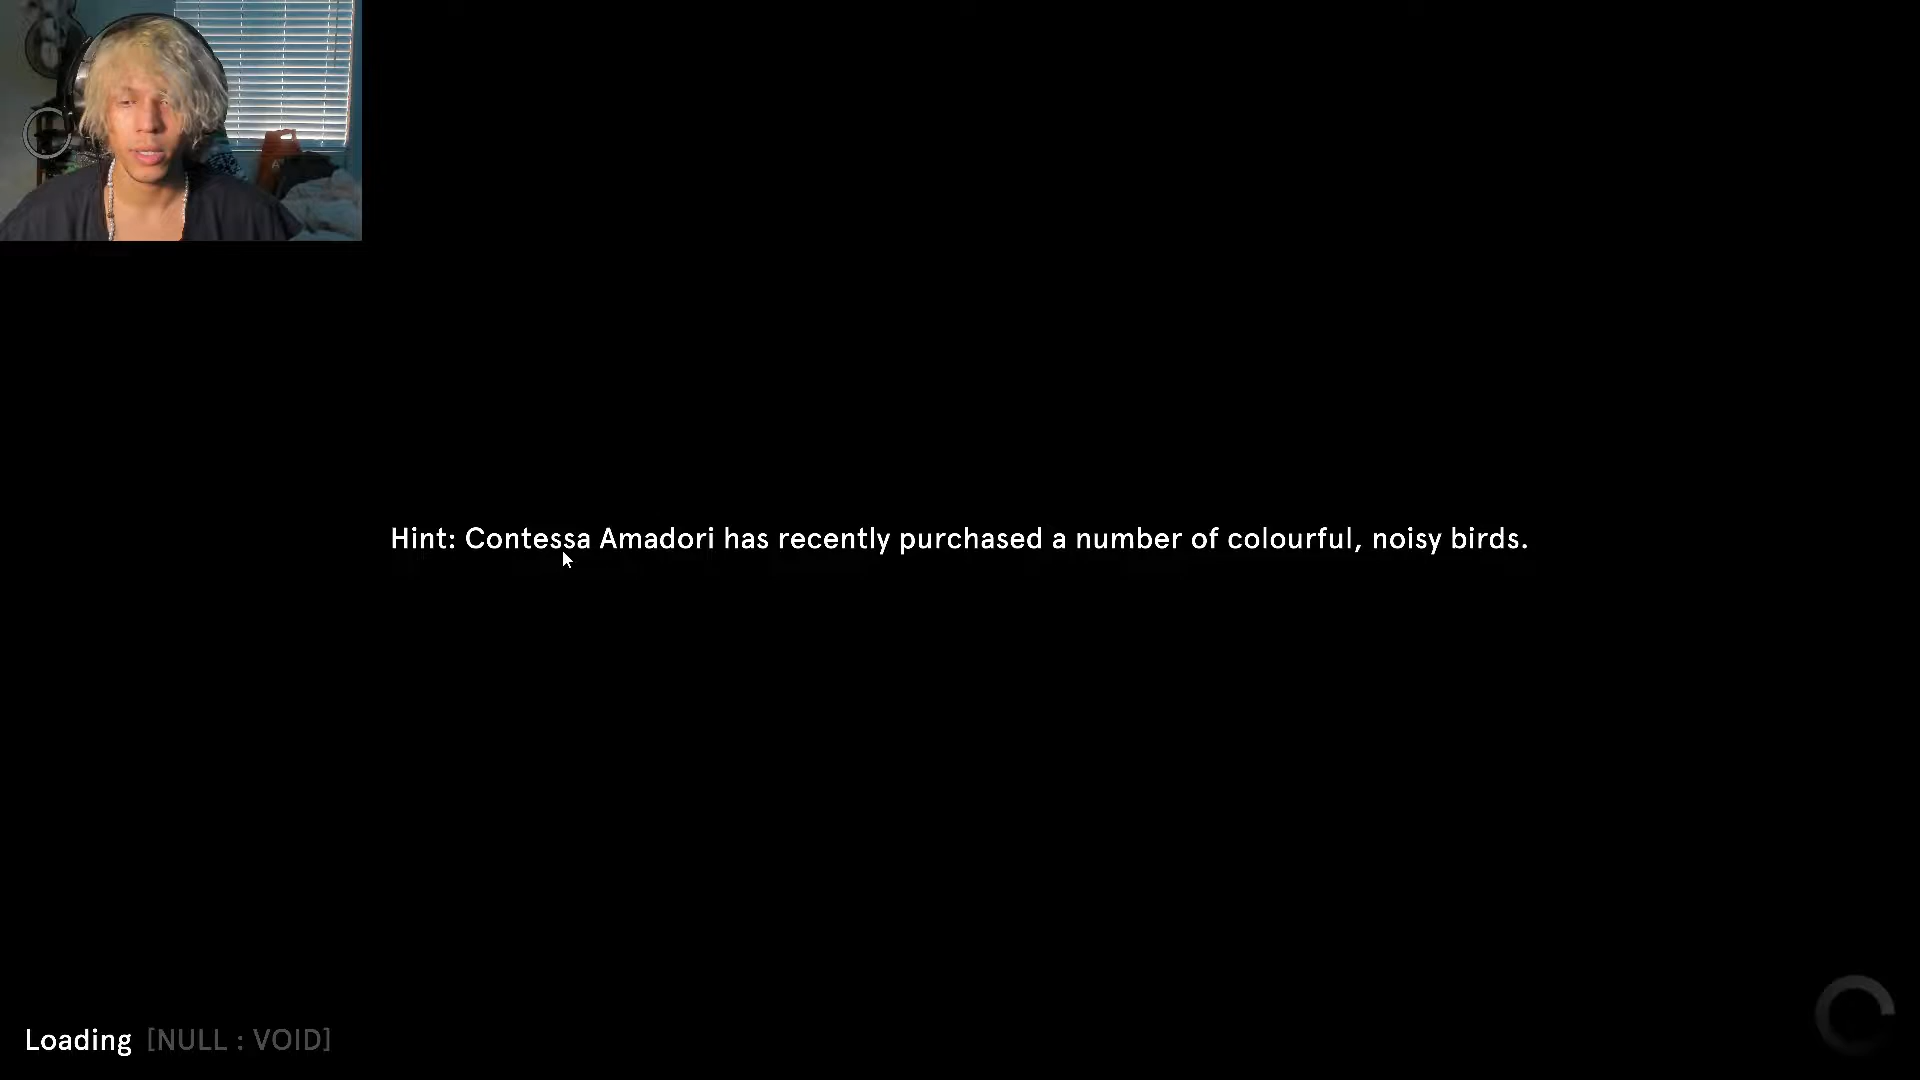 Hint: Contessa Amadori has recently purchased a number of colourful, noisy birds.
Loading [NULL : VOID]